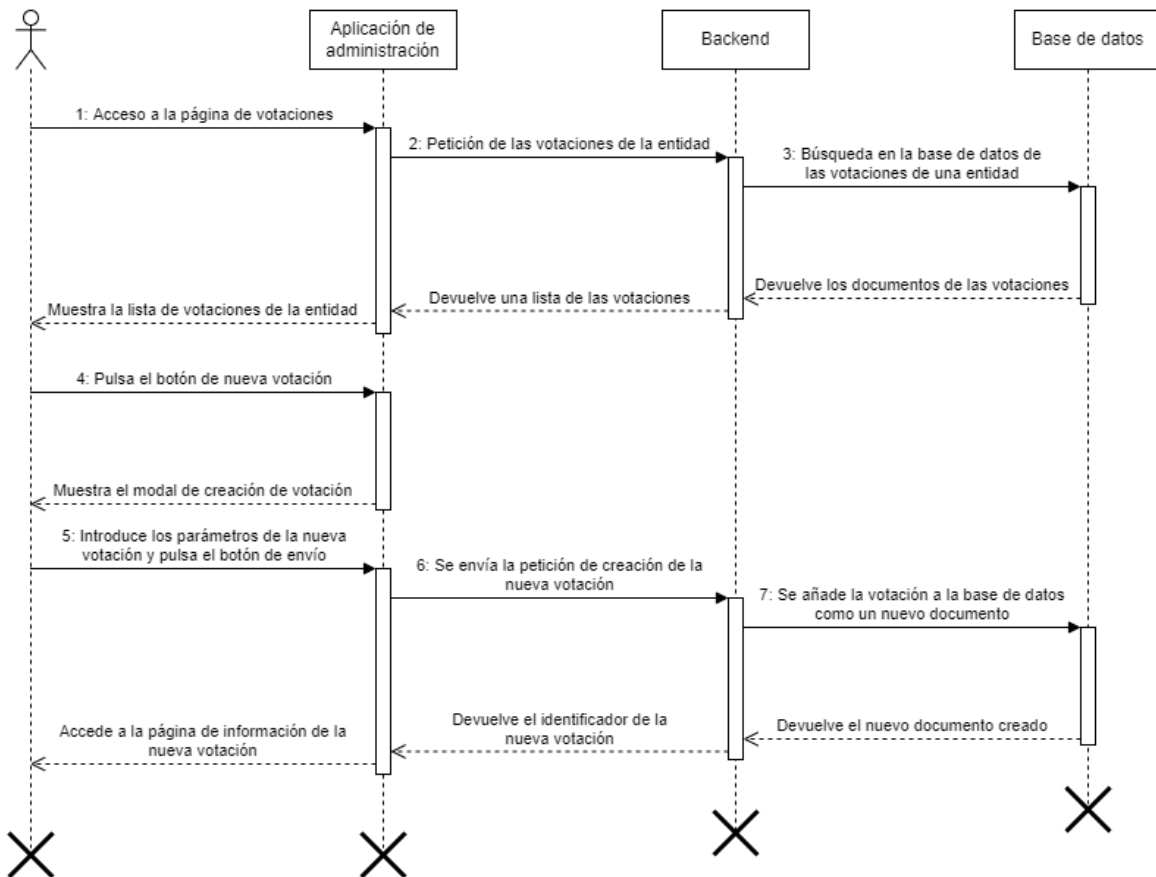 Aplicación de
administración
Backend
Base de datos
1: Acceso a la página de votaciones
2: Petición de las votaciones de la entidad
3: Búsqueda en la base de datos de
las votaciones de una entidad
Devuelve los documentos de las votaciones
Devuelve una lista de las votaciones
Muestra la lista de votaciones de la entidad
4: Pulsa el botón de nueva votación
Muestra el modal de creación de votación
5: Introduce los parámetros de la nueva
votación y pulsa el botón de envío
6: Se envía la petición de creación de la
nueva votación
7: Se añade la votación a la base de datos
como un nuevo documento
Devuelve el nuevo documento creado
Devuelve el identificador de la
nueva votación
Accede a la página de información de la
nueva votación